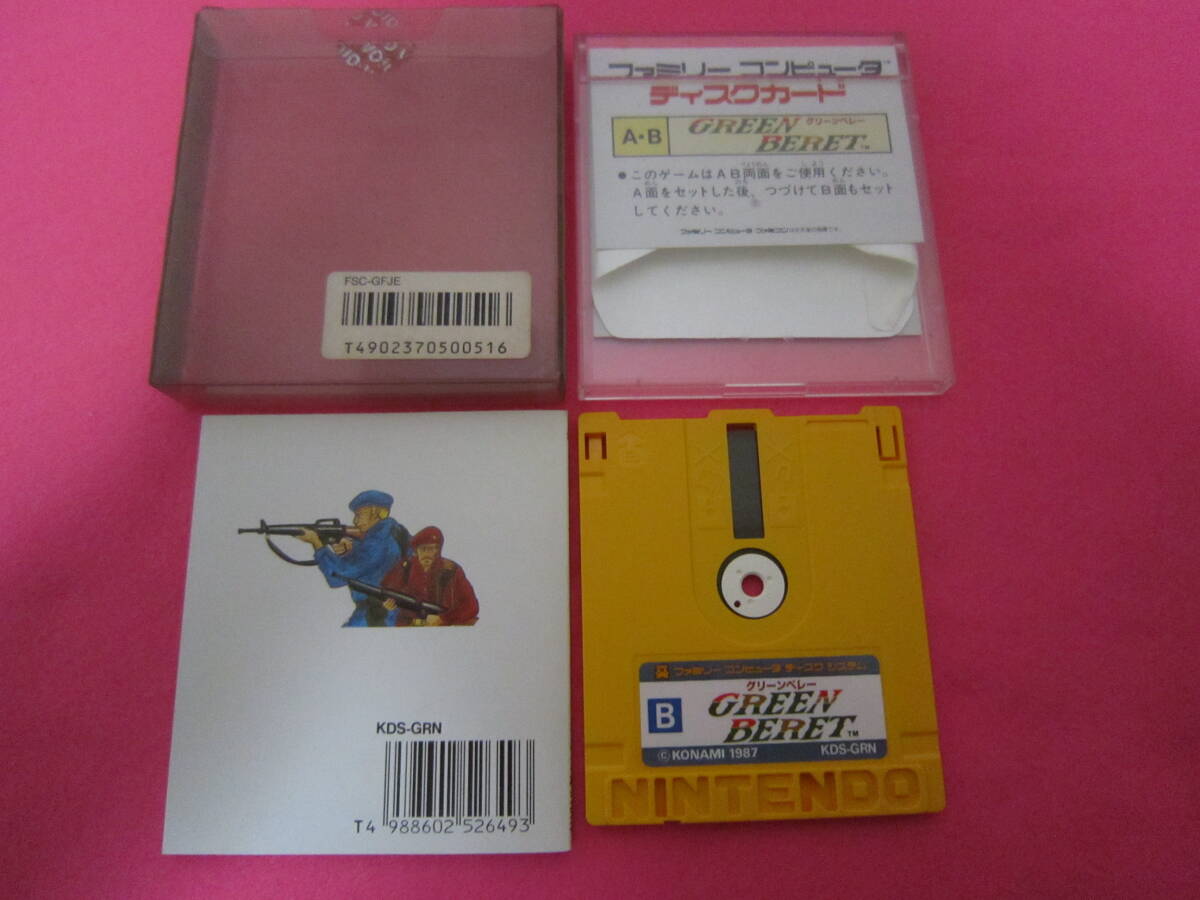 FSC-GFJE
T4902370500516
ファミリー コンピュータ™
ディスクカード
A・B
グリーンベレー
GREEN
BERET™
●このゲームはAB両面をご使用ください。
A面をセットした後、つづけてB面もセット
してください。
KDS-GRN
T4 988602 526493
ファミリー コンピュータ ディスク システム
B
グリーンベレー
GREEN
BERET™
© KONAMI 1987 KDS-GRN
NINTENDO